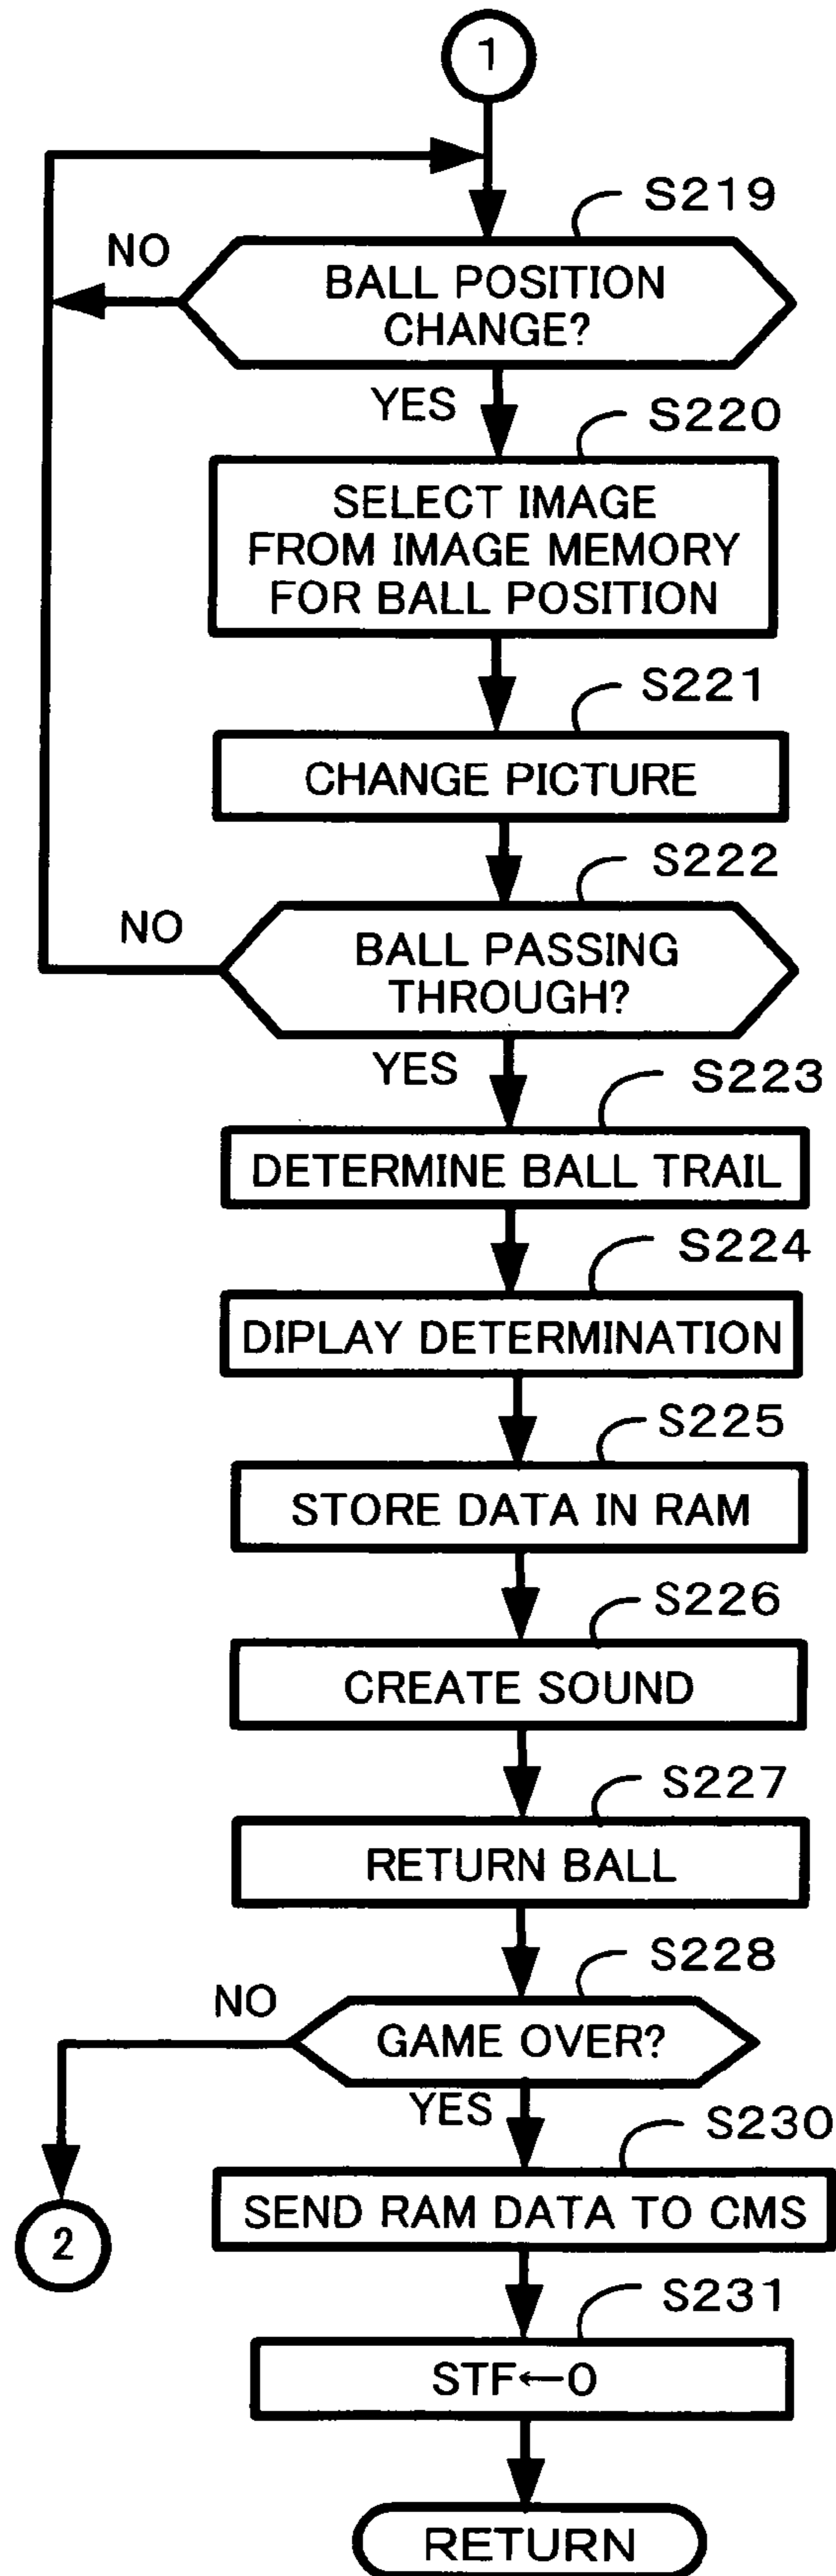 1
S219
NO
BALL POSITION
CHANGE?
YES
S220
SELECT IMAGE
FROM IMAGE MEMORY
FOR BALL POSITION
S221
CHANGE PICTURE
S222
NO
BALL PASSING
THROUGH?
YES
S223
DETERMINE BALL TRAIL
S224
DIPLAY DETERMINATION
S225
STORE DATA IN RAM
S226
CREATE SOUND
S227
RETURN BALL
S228
NO
GAME OVER?
YES
S230
SEND RAM DATA TO CMS
2
S231
STF←0
RETURN